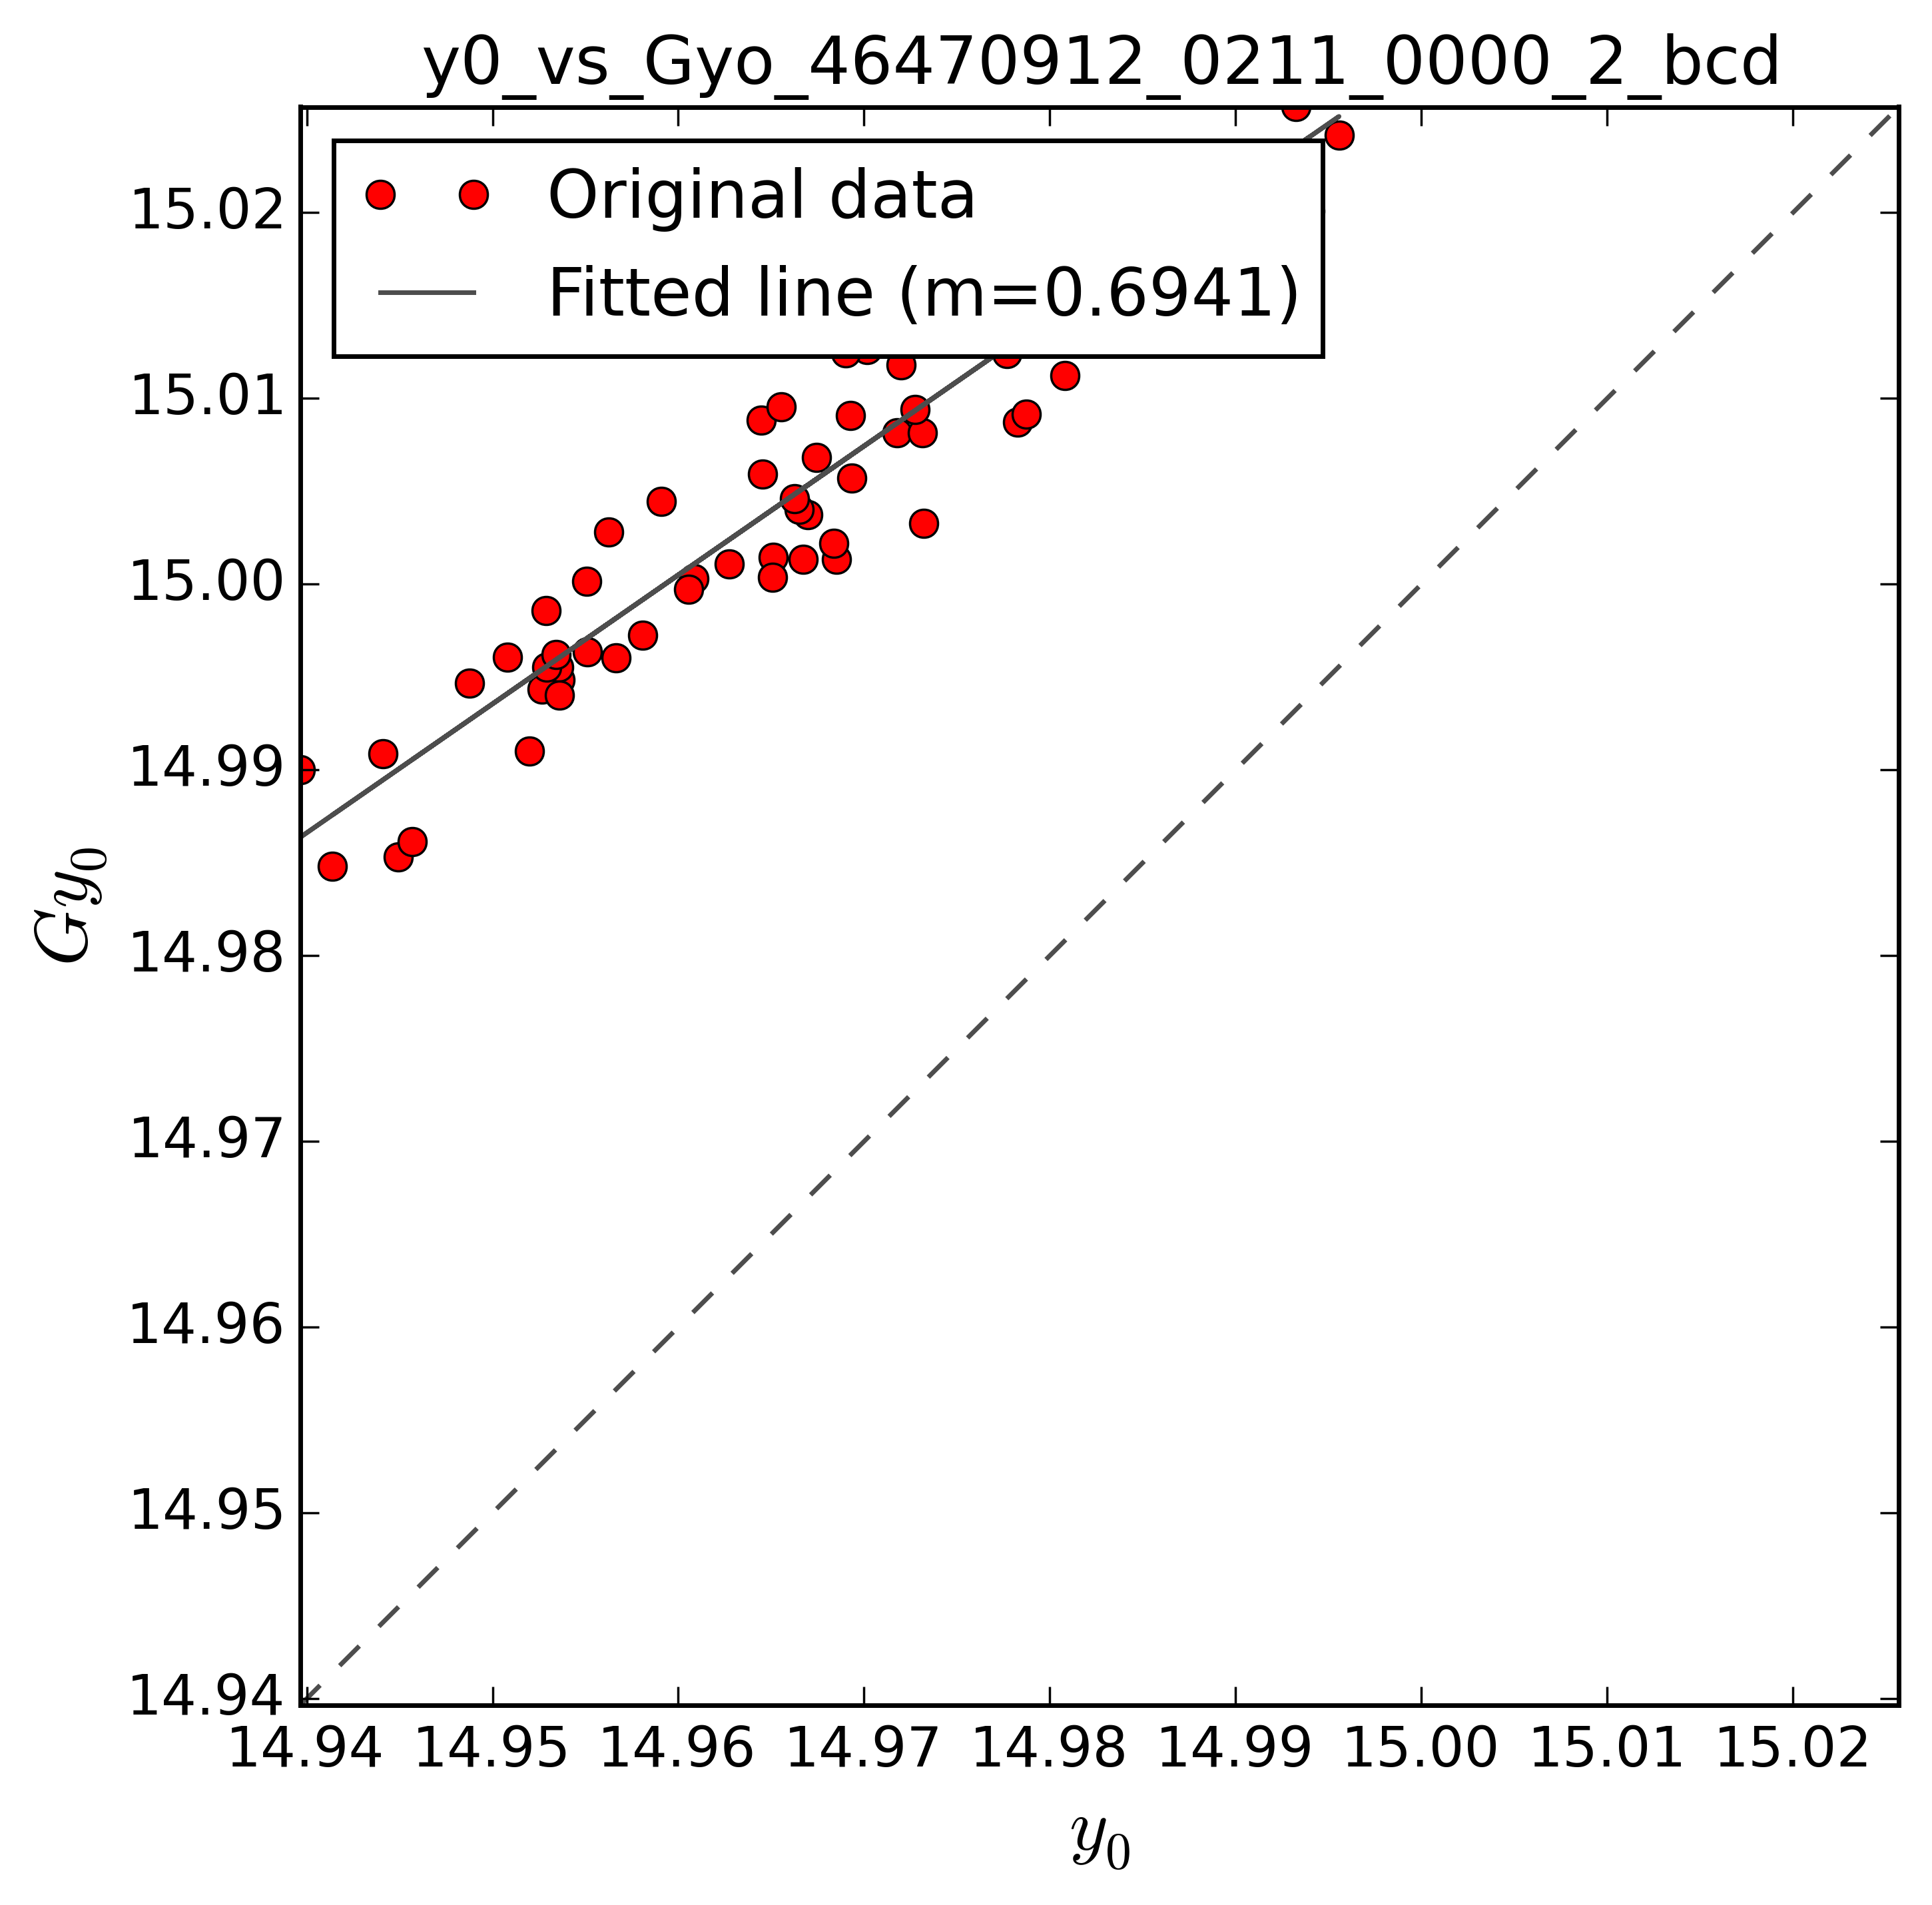 y0_vs_Gyo_46470912_0211_0000_2_bcd
Original data
Fitted line (m=0.6941)
15.02
15.01
15.00
14.99
14.98
14.97
14.96
14.95
14.94
Gy₀
14.94 14.95 14.96 14.97 14.98 14.99 15.00 15.01 15.02
y₀